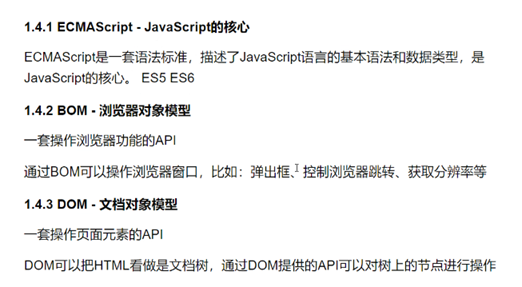 1.4.1 ECMAScript - JavaScript的核心
ECMAScript是一套语法标准，描述了JavaScript语言的基本语法和数据类型，是
JavaScript的核心。 ES5 ES6
1.4.2 BOM - 浏览器对象模型
一套操作浏览器功能的API
通过BOM可以操作浏览器窗口，比如：弹出框、控制浏览器跳转、获取分辨率等
1.4.3 DOM - 文档对象模型
一套操作页面元素的API
DOM可以把HTML看做是文档树，通过DOM提供的API可以对树上的节点进行操作